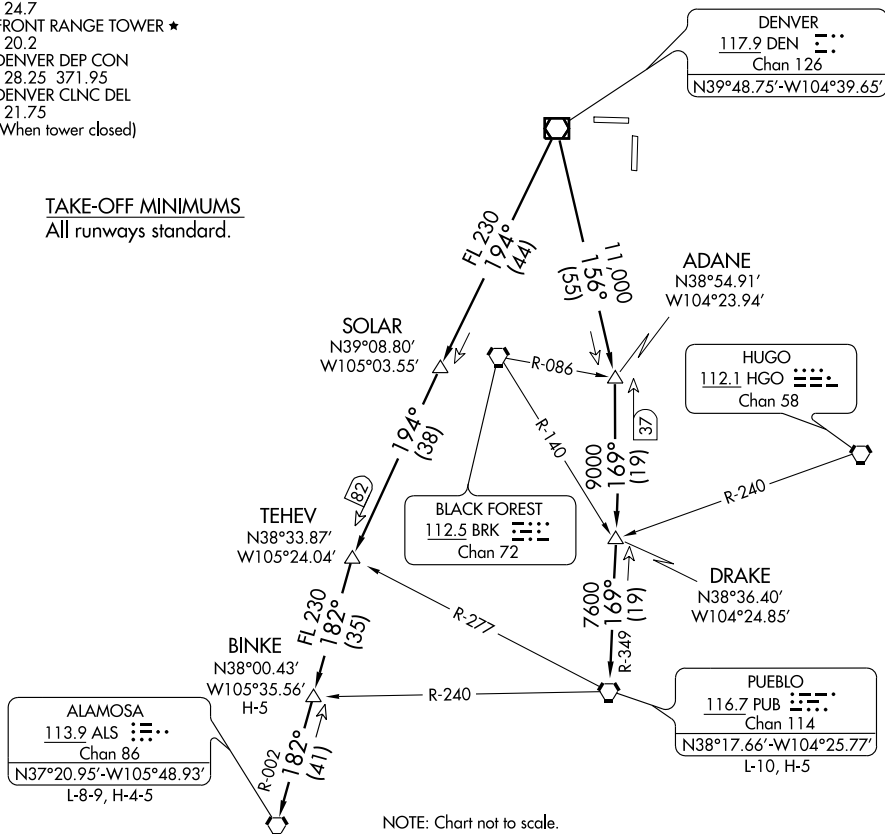 24.7
FRONT RANGE TOWER ★
20.2
DENVER DEP CON
28.25 371.95
DENVER CLNC DEL
21.75
When tower closed)
TAKE-OFF MINIMUMS
All runways standard.
DENVER
117.9 DEN
Chan 126
N39°48.75'-W104°39.65'
FL 230
194°
(44)
11,000
156°
(55)
ADANE
N38°54.91'
W104°23.94'
SOLAR
N39°08.80'
W105°03.55'
R-086
HUGO
112.1 HGO
Chan 58
194°
(38)
R-140
37
9000
169°
(19)
R-240
82
BLACK FOREST
112.5 BRK
Chan 72
TEHEV
N38°33.87'
W105°24.04'
DRAKE
N38°36.40'
W104°24.85'
FL 230
182°
(35)
R-277
7600
169°
(19)
R-349
BINKE
N38°00.43'
W105°35.56'
H-5
R-240
PUEBLO
116.7 PUB
Chan 114
N38°17.66'-W104°25.77'
L-10, H-5
ALAMOSA
113.9 ALS
Chan 86
N37°20.95'-W105°48.93'
L-8-9, H-4-5
R-002
182°
(41)
NOTE: Chart not to scale.